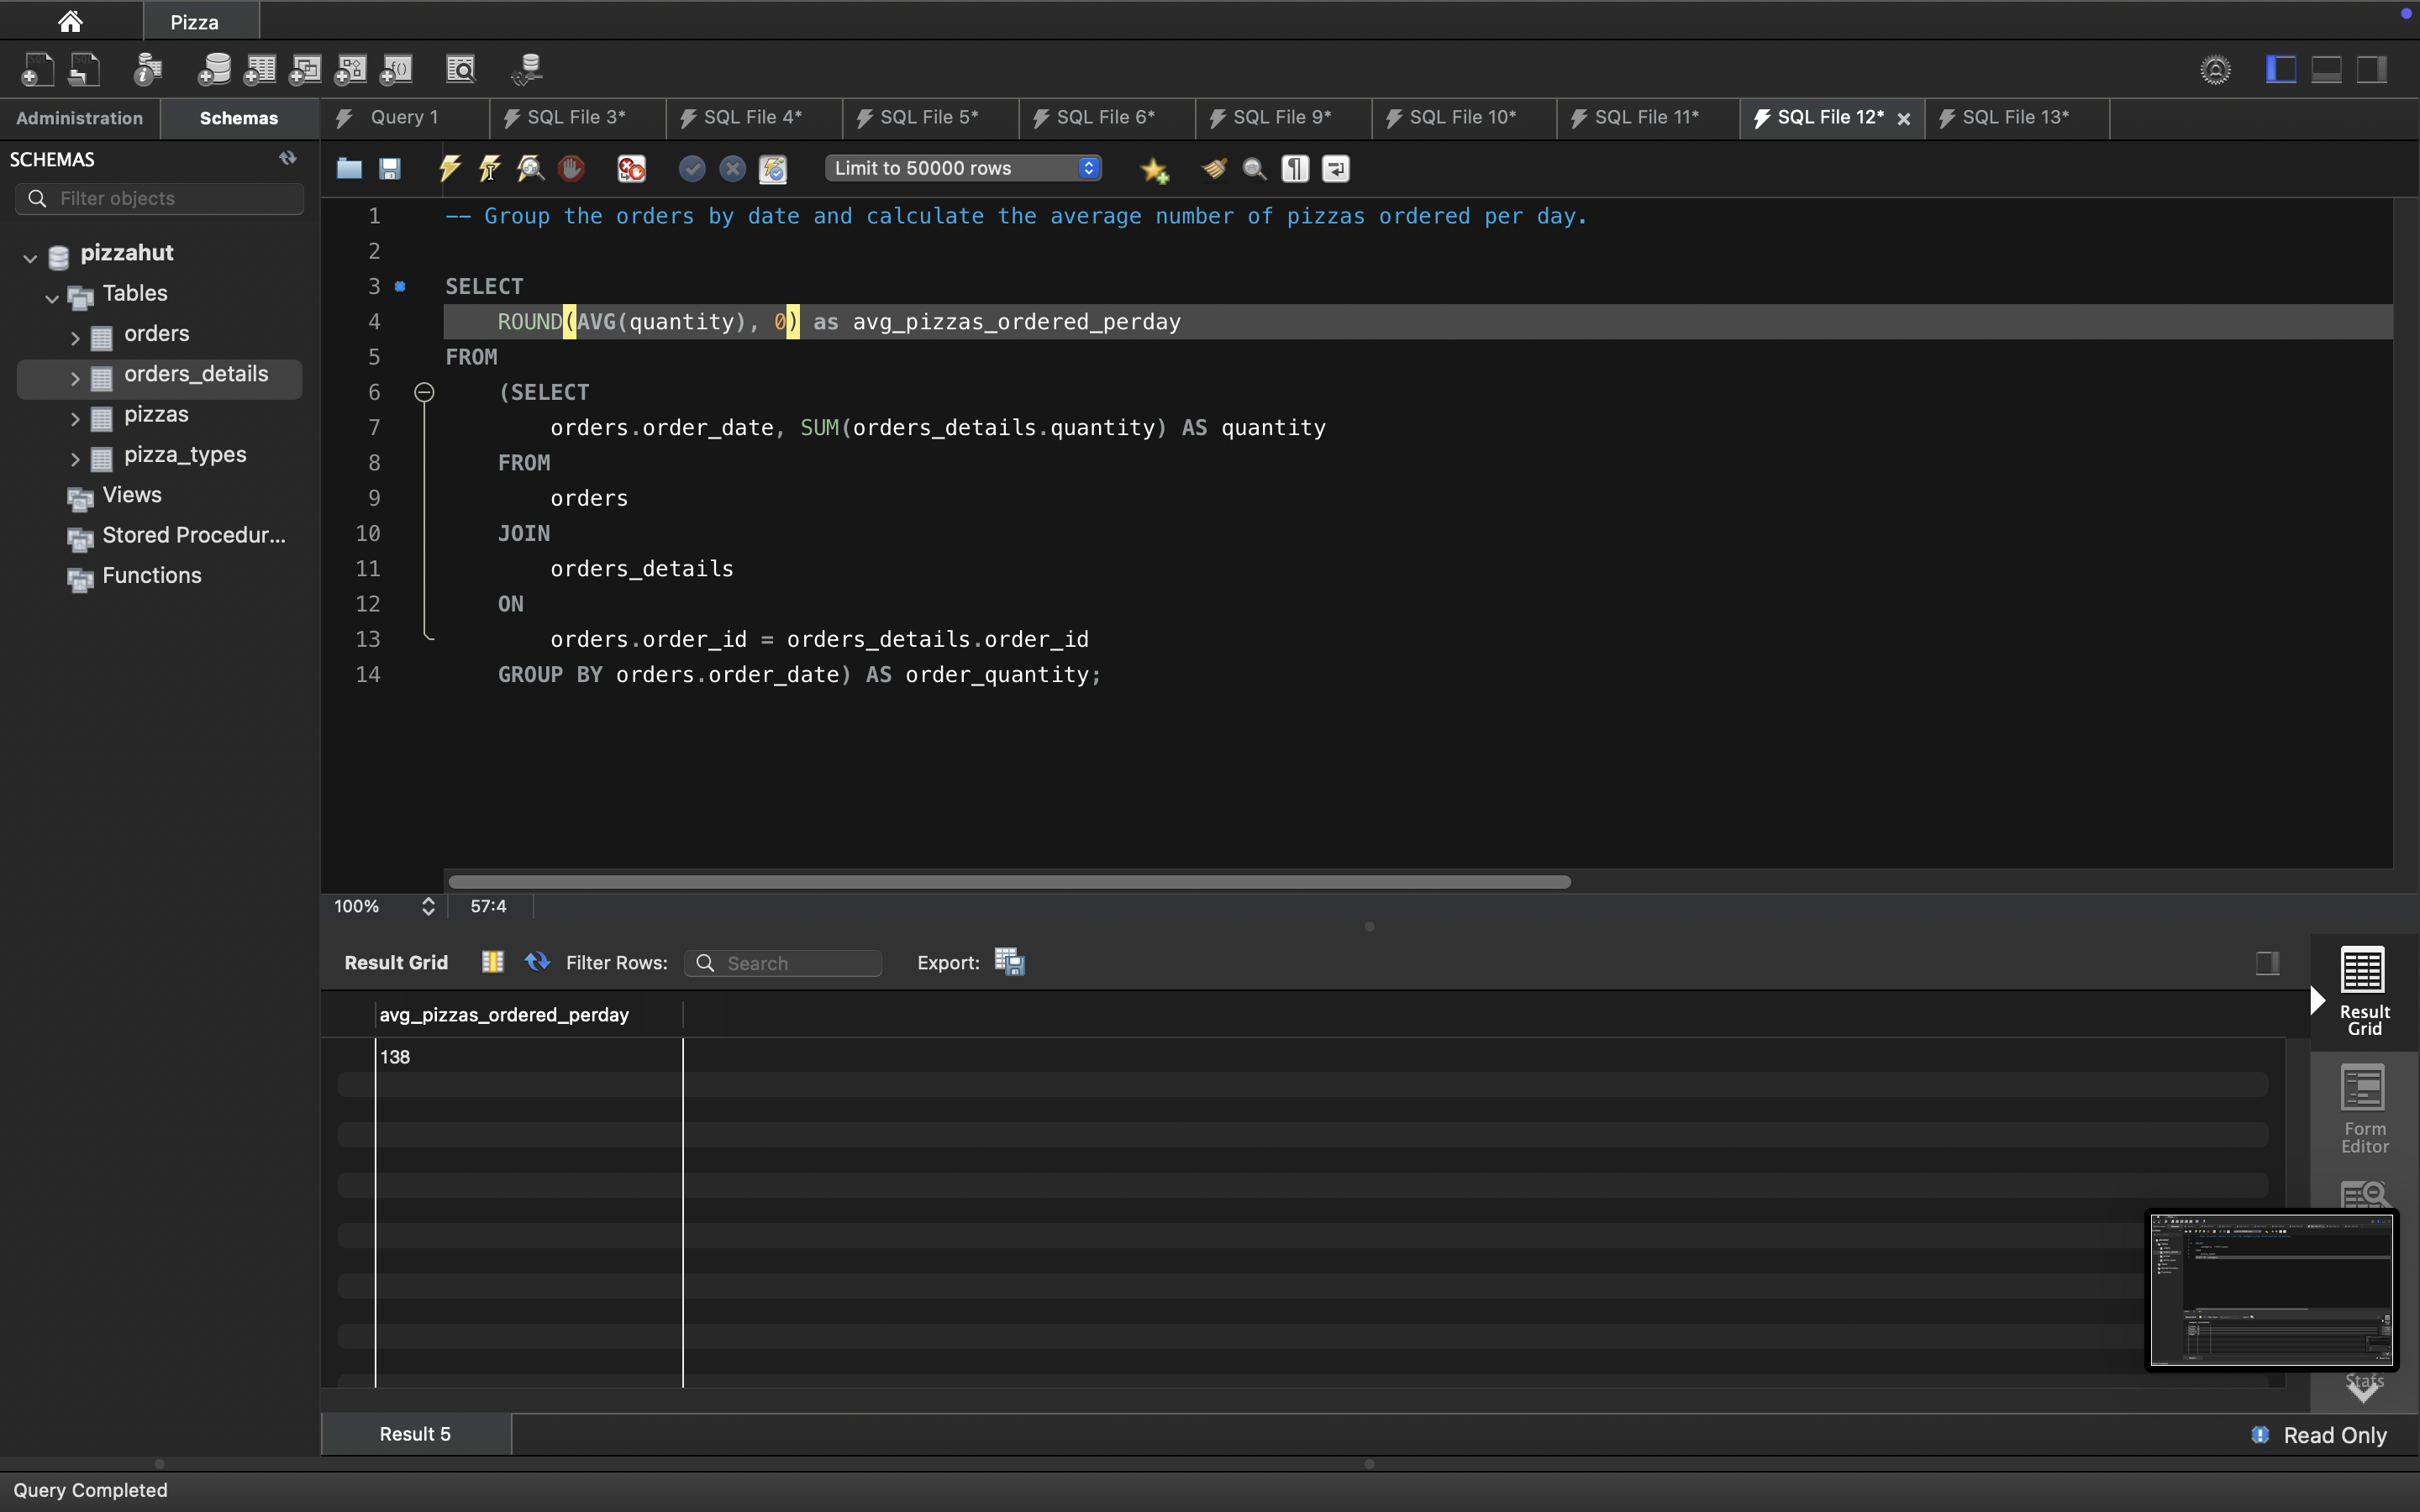 Pizza
Administration
Schemas
Query 1
SQL File 3*
SQL File 4*
SQL File 5*
SQL File 6*
SQL File 9*
SQL File 10*
SQL File 11*
SQL File 12*
SQL File 13*
SCHEMAS
Filter objects
pizzahut
Tables
orders
orders_details
pizzas
pizza_types
Views
Stored Procedur...
Functions
Limit to 50000 rows
1 -- Group the orders by date and calculate the average number of pizzas ordered per day.
2
3 SELECT
4 ROUND(AVG(quantity), 0) as avg_pizzas_ordered_perday
5 FROM
6 (SELECT
7 orders.order_date, SUM(orders_details.quantity) AS quantity
8 FROM
9 orders
10 JOIN
11 orders_details
12 ON
13 orders.order_id = orders_details.order_id
14 GROUP BY orders.order_date) AS order_quantity;
100%
57:4
Result Grid
Filter Rows:
Search
Export:
avg_pizzas_ordered_perday
138
Result
Grid
Form
Editor
Stats
Result 5
Read Only
Query Completed